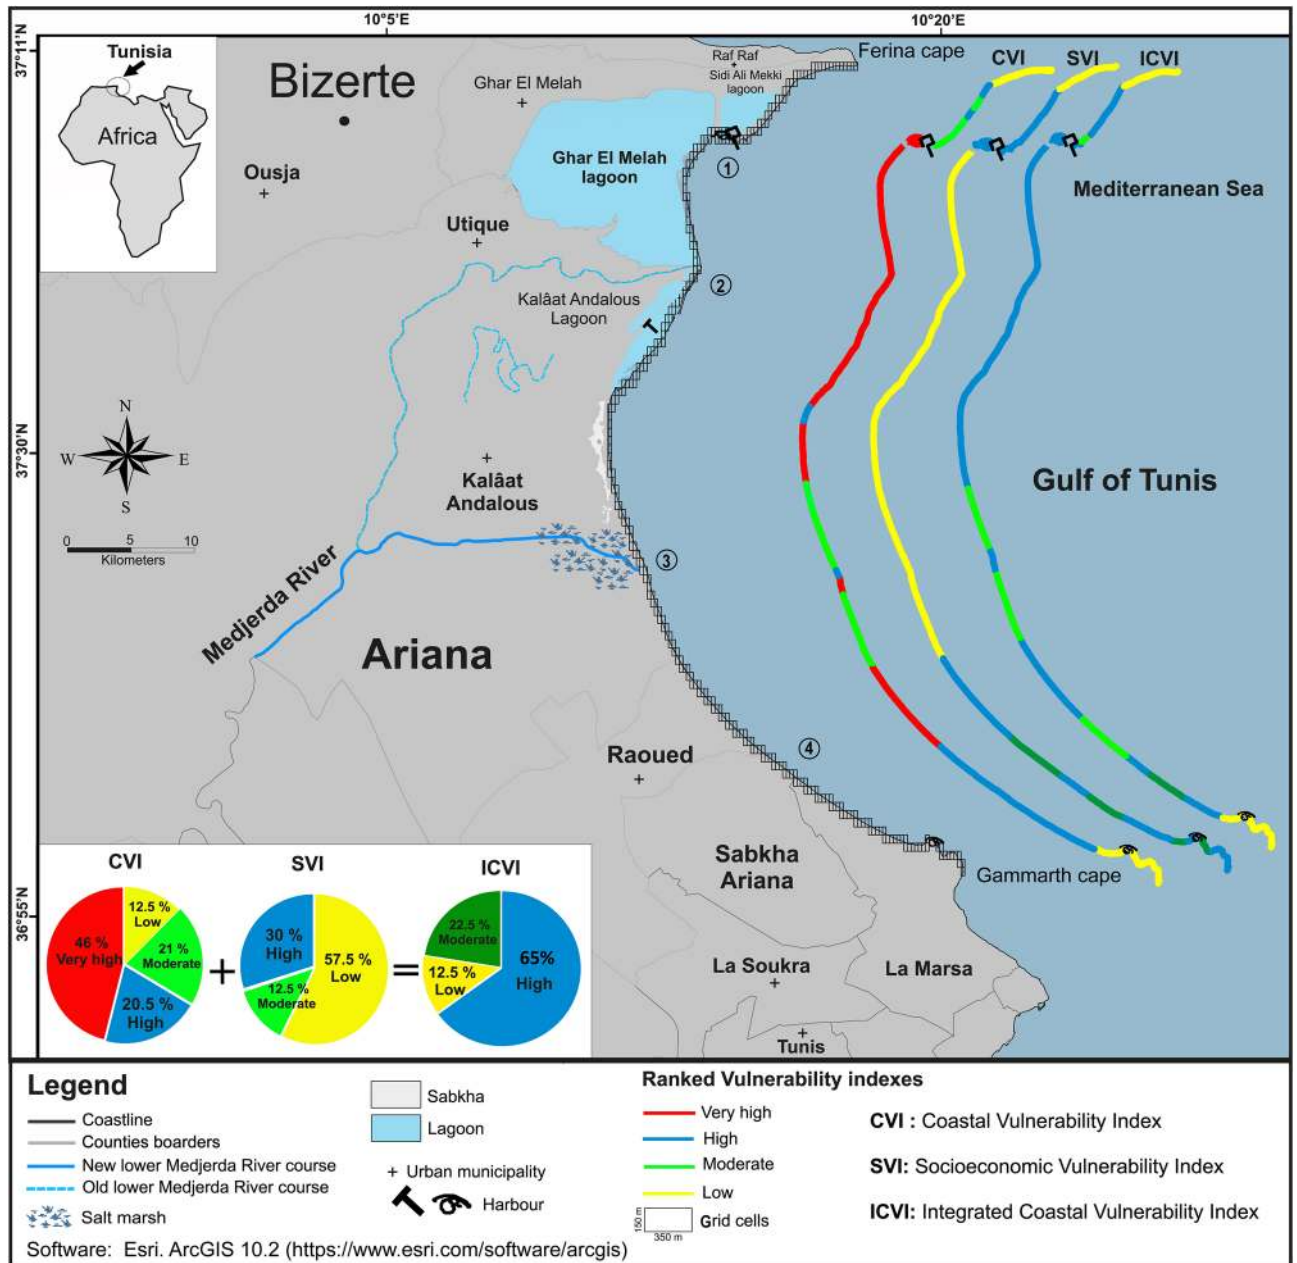 10°5'E
10°20'E
37°11'N
37°30'N
36°55'N
Tunisia
Africa
Bizerte
Ghar El Melah
Raf Raf
Sidi Ali Mekki
lagoon
Ferina cape
CVI
SVI
ICVI
Ousja
Ghar El Melah
lagoon
1
Mediterranean Sea
Utique
2
Kalâat Andalous
Lagoon
N
W
E
S
Kalâat
Andalous
Gulf of Tunis
0
5
10
Kilometers
Medjerda River
3
Ariana
Raoued
4
Sabkha
Ariana
Gammarth cape
La Soukra
La Marsa
Tunis
CVI
SVI
ICVI
12.5 %
Low
46 %
Very high
21 %
Moderate
20.5 %
High
+
30 %
High
57.5 %
Low
12.5 %
Moderate
=
22.5 %
Moderate
12.5 %
Low
65%
High
Legend
Coastline
Counties boarders
New lower Medjerda River course
Old lower Medjerda River course
Salt marsh
Sabkha
Lagoon
+ Urban municipality
Harbour
Ranked Vulnerability indexes
Very high
High
Moderate
Low
150 m
350 m
Grid cells
CVI : Coastal Vulnerability Index
SVI: Socioeconomic Vulnerability Index
ICVI: Integrated Coastal Vulnerability Index
Software: Esri. ArcGIS 10.2 (https://www.esri.com/software/arcgis)